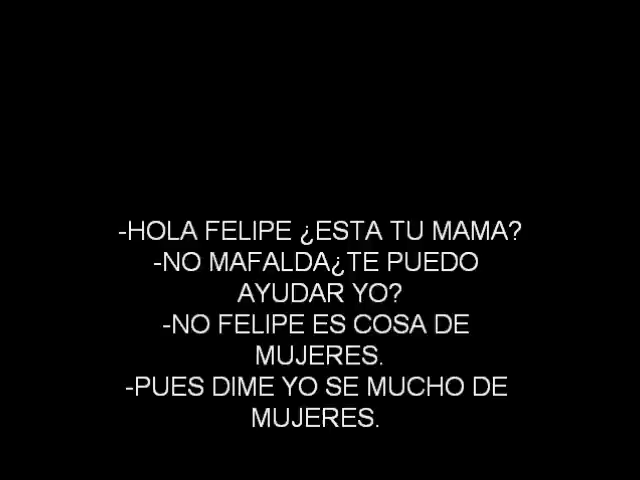 -HOLA FELIPE ¿ESTA TU MAMA?
-NO MAFALDA¿TE PUEDO
AYUDAR YO?
-NO FELIPE ES COSA DE
MUJERES.
-PUES DIME YO SE MUCHO DE
MUJERES.